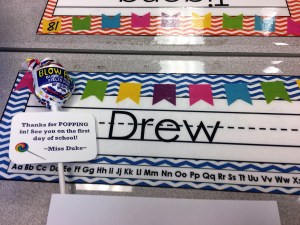 18
Tislano
BLOW
Drew
Thanks for POPPING
in! See you on the first
day of school!
~Miss Duke~
Aa Bb Cc Dd Ee Ff Gg Hh Ii Jj Kk Ll Mm Nn Oo Pp Qq Rr Ss Tt Uu Vv Ww Xx